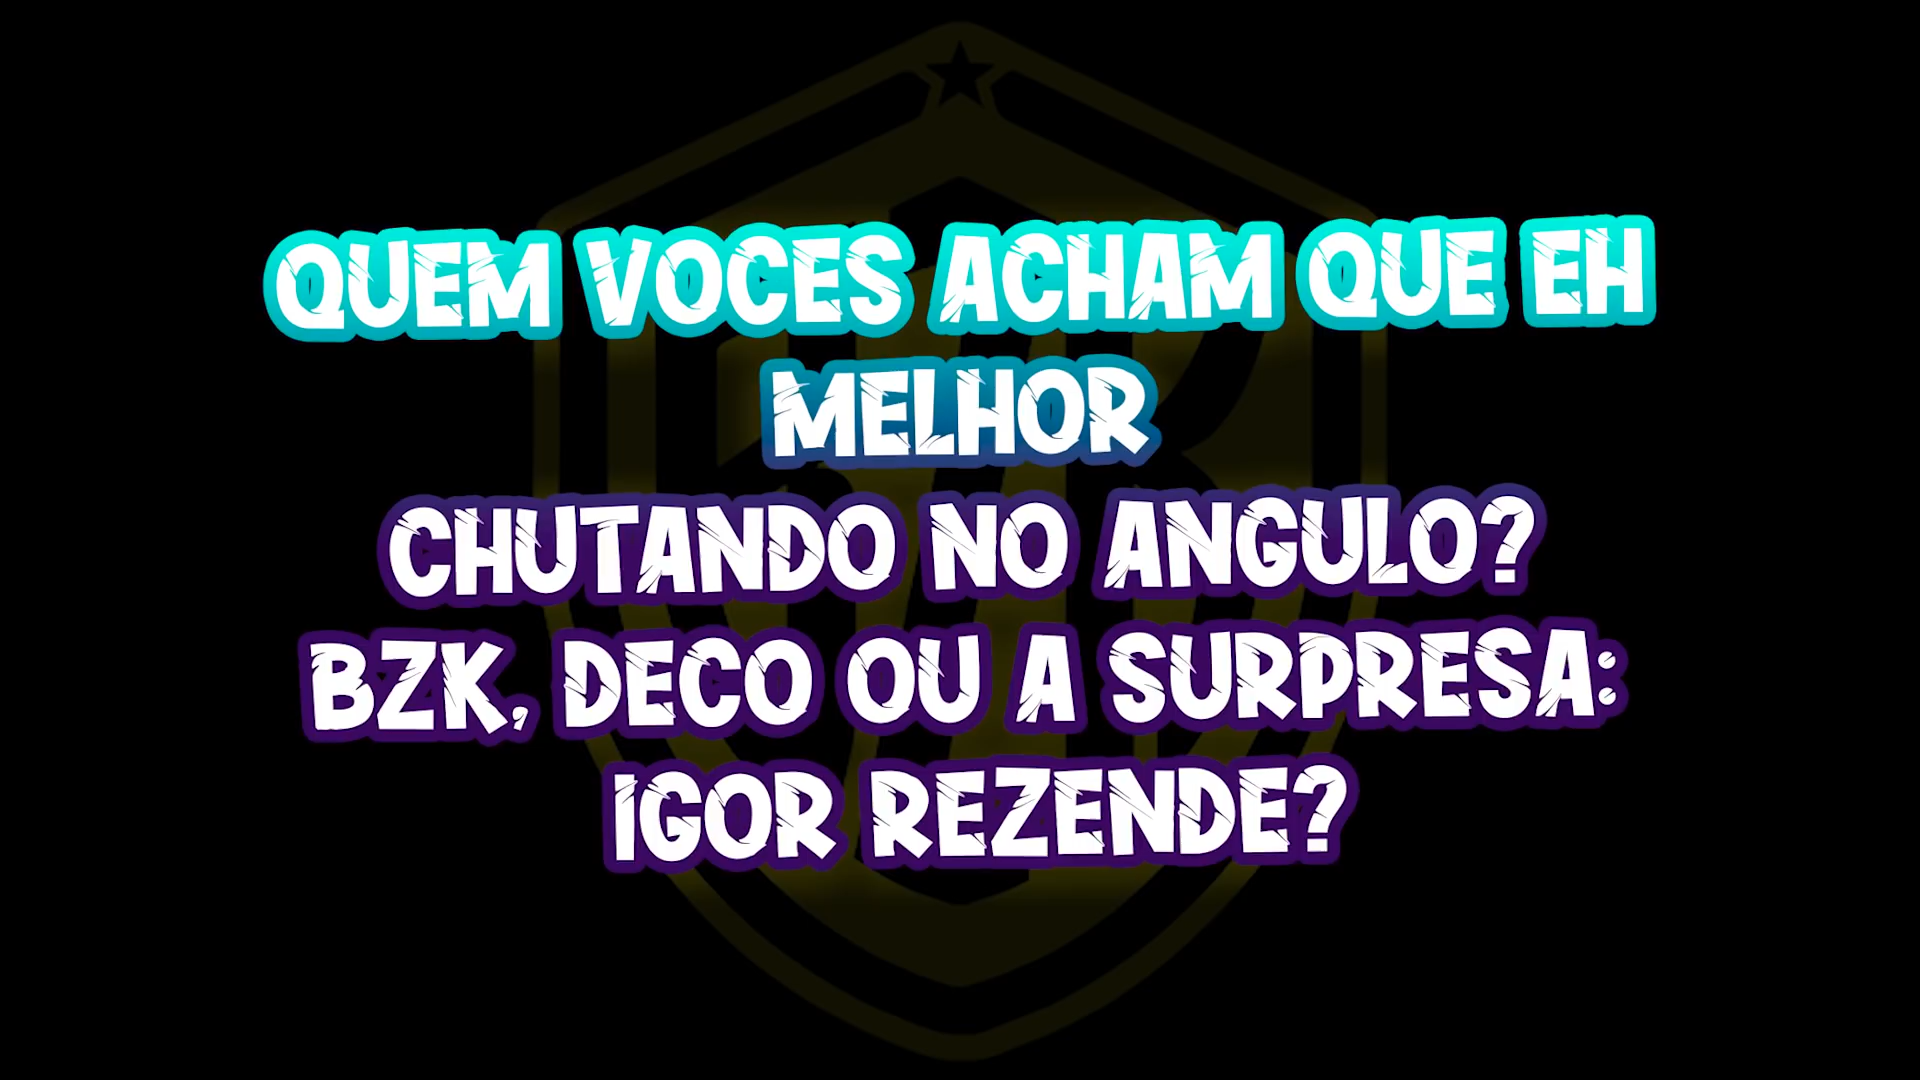 QUEM VOCES ACHAM QUE EH
MELHOR
CHUTANDO NO ANGULO?
BZK, DECO OU A SURPRESA:
IGOR REZENDE?